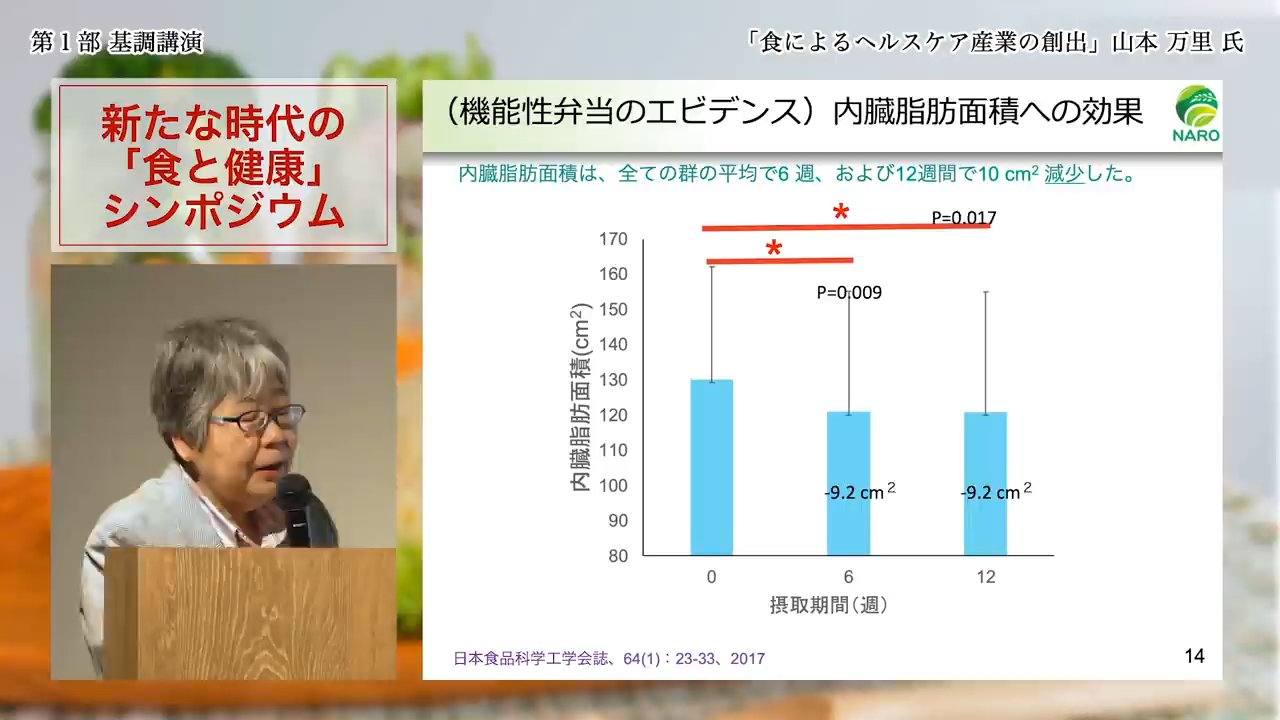 第１部 基調講演
「食によるヘルスケア産業の創出」山本 万里 氏
新たな時代の
「食と健康」
シンポジウム
（機能性弁当のエビデンス）内臓脂肪面積への効果
NARO
内臓脂肪面積は、全ての群の平均で6 週、および12週間で10 cm² 減少した。
*
P=0.017
*
P=0.009
170
160
150
140
130
120
110
100
90
80
内臓脂肪面積(cm²)
-9.2 cm²
-9.2 cm²
0
6
12
摂取期間（週）
日本食品科学工学会誌、64(1)：23-33、2017
14